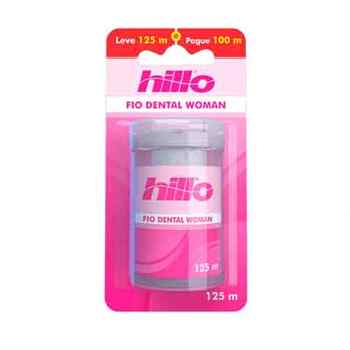 Leve 125 m Pague 100 m
hillo
FIO DENTAL WOMAN
hillo
FIO DENTAL WOMAN
125 m
125 m